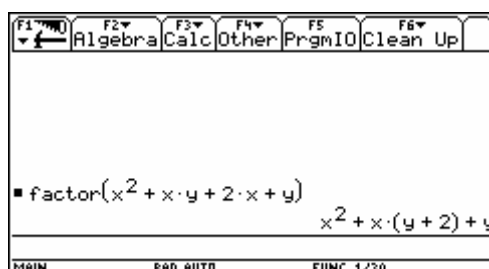 F1 F2 Algebra F3 Calc F4 Other F5 PrgmIO F6 Clean Up
factor(x² + x·y + 2·x + y)
x² + x·(y + 2) + y
MAIN RAD AUTO FUNC 1/30